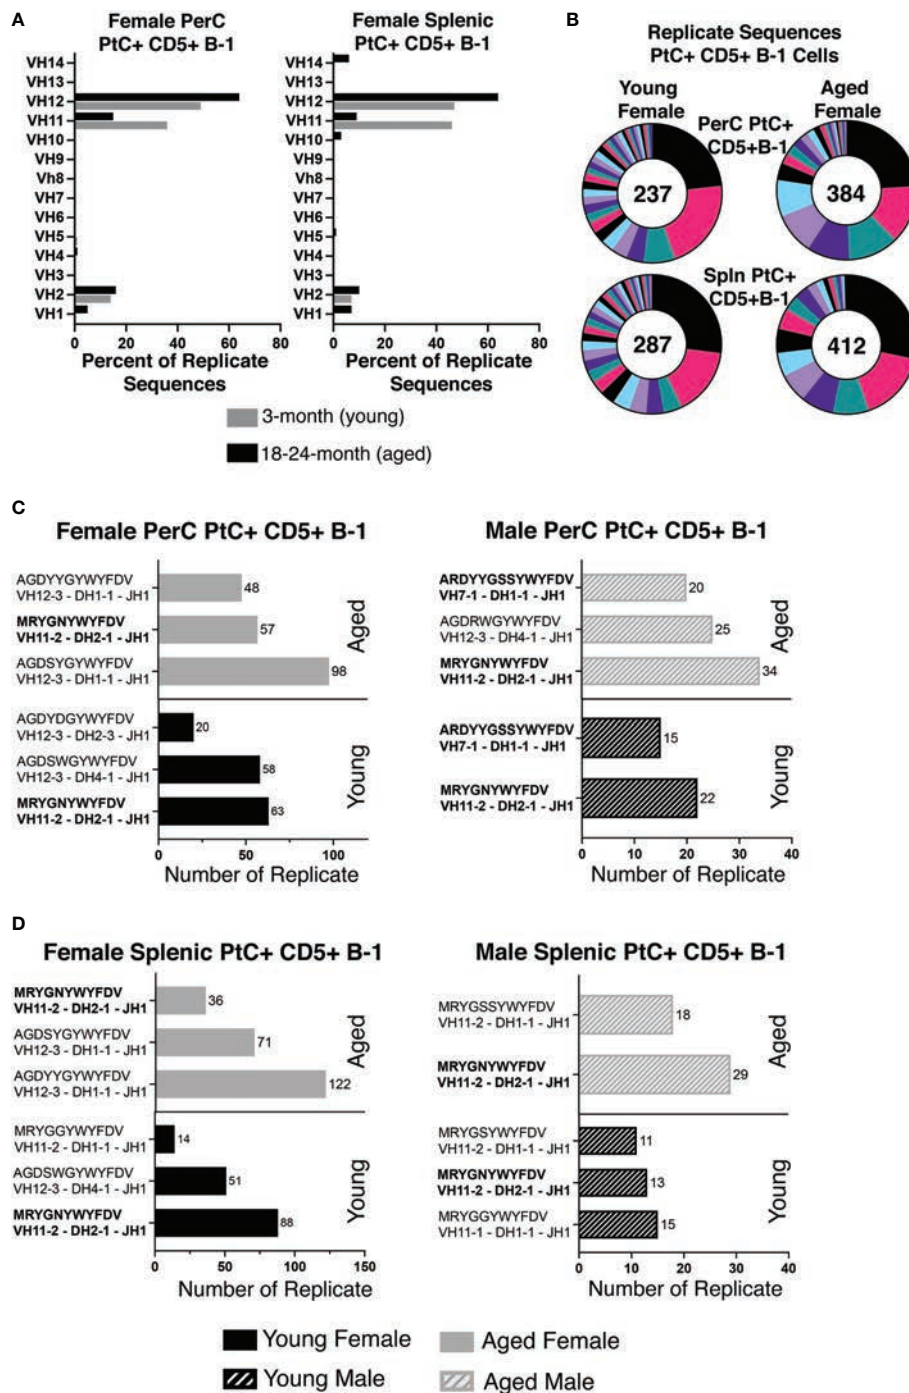 A
Female PerC
PtC+ CD5+ B-1
VH14
VH13
VH12
VH11
VH10
VH9
Vh8
VH7
VH6
VH5
VH4
VH3
VH2
VH1
0 20 40 60 80
Percent of Replicate
Sequences
Female Splenic
PtC+ CD5+ B-1
VH14
VH13
VH12
VH11
VH10
VH9
Vh8
VH7
VH6
VH5
VH4
VH3
VH2
VH1
0 20 40 60 80
Percent of Replicate
Sequences
3-month (young)
18-24-month (aged)
B
Replicate Sequences
PtC+ CD5+ B-1 Cells
Young
Female
Aged
Female
PerC PtC+
CD5+B-1
237
384
Spln PtC+
CD5+B-1
287
412
C
Female PerC PtC+ CD5+ B-1
AGDYYGYWYFDV
VH12-3 - DH1-1 - JH1
48
MRYGNYWYFDV
VH11-2 - DH2-1 - JH1
57
AGDSYGYWYFDV
VH12-3 - DH1-1 - JH1
98
Aged
AGDYDGYWYFDV
VH12-3 - DH2-3 - JH1
20
AGDSWGYWYFDV
VH12-3 - DH4-1 - JH1
58
MRYGNYWYFDV
VH11-2 - DH2-1 - JH1
63
Young
0 50 100
Number of Replicate
Male PerC PtC+ CD5+ B-1
ARDYYGSSYWYFDV
VH7-1 - DH1-1 - JH1
20
AGDRWGYWYFDV
VH12-3 - DH4-1 - JH1
25
MRYGNYWYFDV
VH11-2 - DH2-1 - JH1
34
Aged
ARDYYGSSYWYFDV
VH7-1 - DH1-1 - JH1
15
MRYGNYWYFDV
VH11-2 - DH2-1 - JH1
22
Young
0 10 20 30 40
Number of Replicate
D
Female Splenic PtC+ CD5+ B-1
MRYGNYWYFDV
VH11-2 - DH2-1 - JH1
36
AGDSYGYWYFDV
VH12-3 - DH1-1 - JH1
71
AGDYYGYWYFDV
VH12-3 - DH1-1 - JH1
122
Aged
MRYGGYWYFDV
VH11-2 - DH1-1 - JH1
14
AGDSWGYWYFDV
VH12-3 - DH4-1 - JH1
51
MRYGNYWYFDV
VH11-2 - DH2-1 - JH1
88
Young
0 50 100 150
Number of Replicate
Male Splenic PtC+ CD5+ B-1
MRYGSSYWYFDV
VH11-2 - DH1-1 - JH1
18
MRYGNYWYFDV
VH11-2 - DH2-1 - JH1
29
Aged
MRYGSYWYFDV
VH11-2 - DH1-1 - JH1
11
MRYGNYWYFDV
VH11-2 - DH2-1 - JH1
13
MRYGGYWYFDV
VH11-1 - DH1-1 - JH1
15
Young
0 10 20 30 40
Number of Replicate
Young Female
Aged Female
Young Male
Aged Male